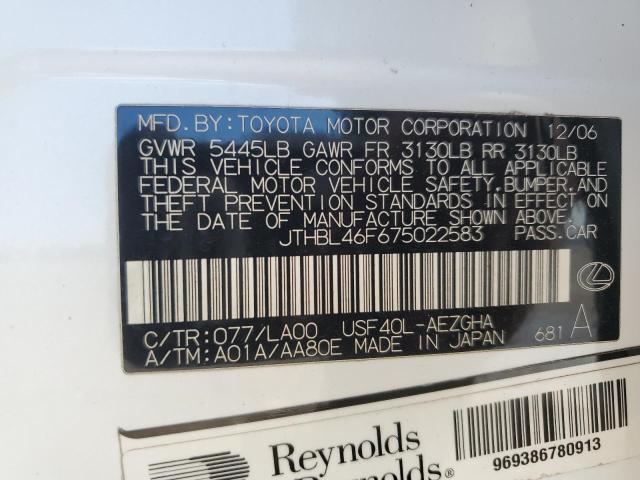 MFD.BY:TOYOTA MOTOR CORPORATION 12/06
GVWR 5445LB GAWR FR 3130LB RR 3130LB
THIS VEHICLE CONFORMS TO ALL APPLICABLE
FEDERAL MOTOR VEHICLE SAFETY,BUMPER,AND
THEFT PREVENTION STANDARDS IN EFFECT ON
THE DATE OF MANUFACTURE SHOWN ABOVE.
JTHBL46F675022583 PASS.CAR
C/TR:077/LA00 USF40L-AEZGHA
A/TM:A01A/AA80E MADE IN JAPAN 681 A
Reynolds
Reynolds®
969386780913